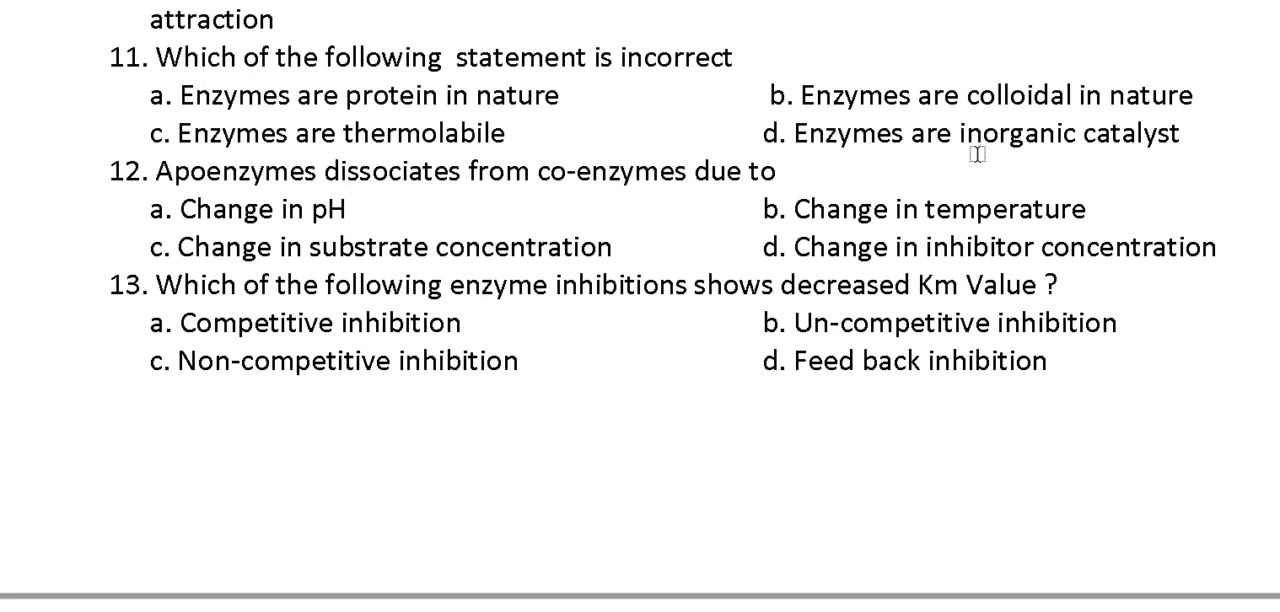 attraction
11. Which of the following  statement is incorrect
a. Enzymes are protein in nature b. Enzymes are colloidal in nature
c. Enzymes are thermolabile d. Enzymes are inorganic catalyst
12. Apoenzymes dissociates from co-enzymes due to
a. Change in pH b. Change in temperature
c. Change in substrate concentration d. Change in inhibitor concentration
13. Which of the following enzyme inhibitions shows decreased Km Value ?
a. Competitive inhibition b. Un-competitive inhibition
c. Non-competitive inhibition d. Feed back inhibition